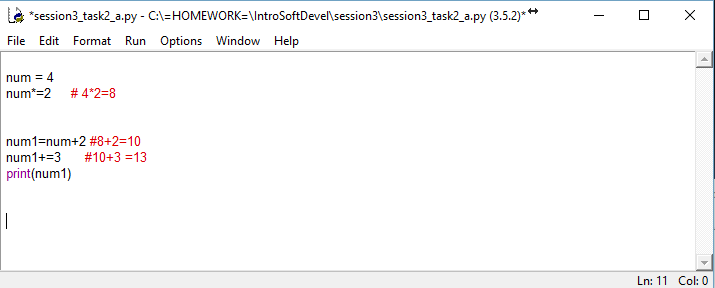 *session3_task2_a.py - C:\=HOMEWORK=\IntroSoftDevel\session3\session3_task2_a.py (3.5.2)*
File Edit Format Run Options Window Help
num = 4
num*=2 # 4*2=8
num1=num+2 #8+2=10
num1+=3 #10+3 =13
print(num1)
Ln: 11 Col: 0